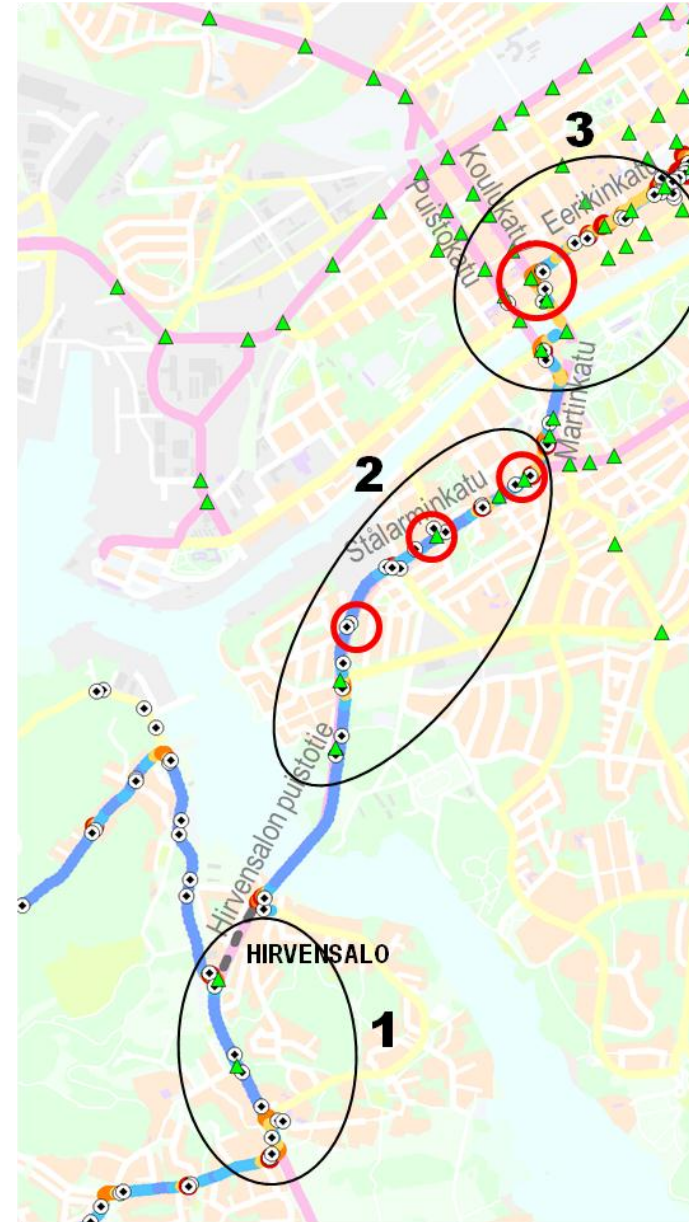 3
Koulukatu
Puistokatu
Eerikinkatu
Martinkatu
2
Stålarminkatu
Hirvensalon puistotie
HIRVENSALO
1